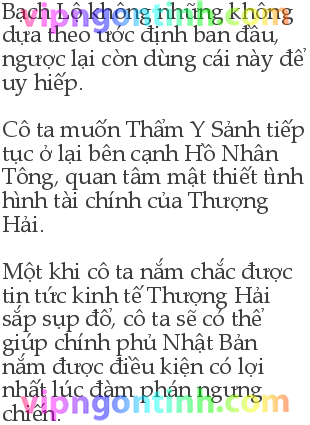 Bạch Lộ không những không
dựa theo ước định ban đầu,
ngược lại còn dùng cái này để
uy hiếp.
Cô ta muốn Thẩm Y Sảnh tiếp
tục ở lại bên cạnh Hồ Nhân
Tông, quan tâm mật thiết tình
hình tài chính của Thượng
Hải.
Một khi cô ta nắm chắc được
tin tức kinh tế Thượng Hải
sắp sụp đổ, cô ta sẽ có thể
giúp chính phủ Nhật Bản
nắm được điều kiện có lợi
nhất lúc đàm phán ngưng
chiến.
vipngontinh.com
vipngontinh.com